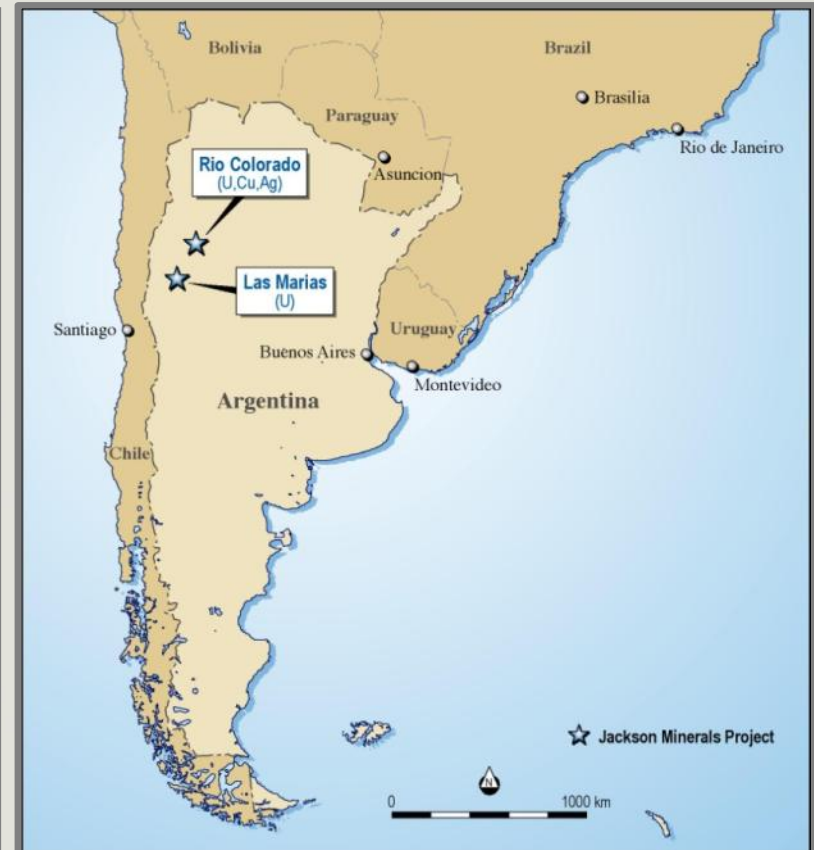 Bolivia
Brazil
Brasilia
Paraguay
Rio de Janeiro
Asuncion
Rio Colorado
(U,Cu,Ag)
Las Marias
(U)
Santiago
Uruguay
Buenos Aires
Montevideo
Argentina
Chile
Jackson Minerals Project
N
0 1000 km